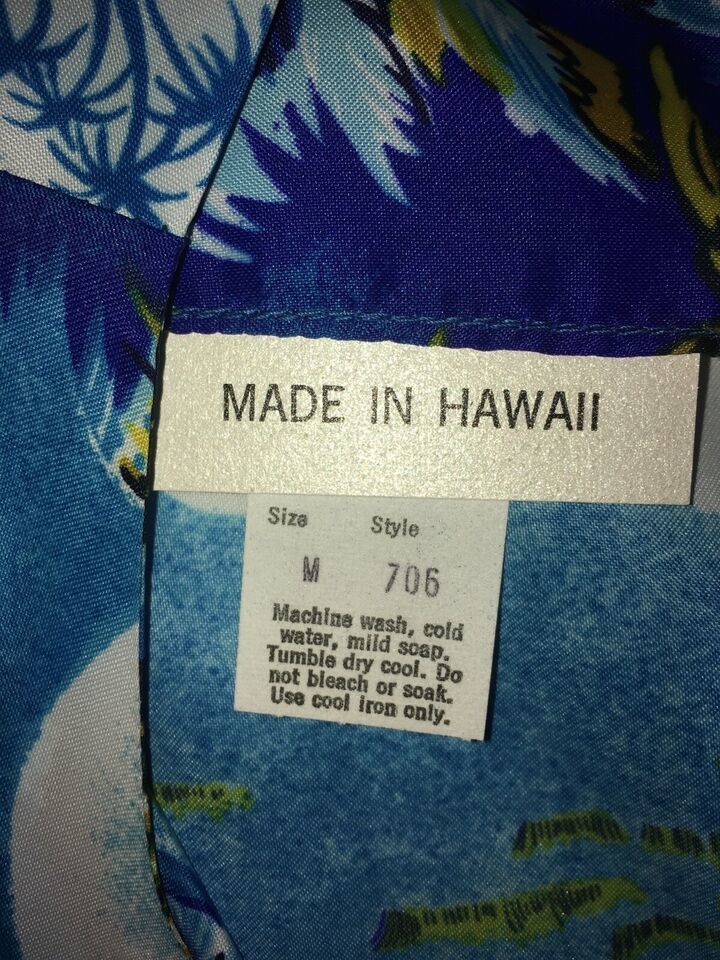 MADE IN HAWAII
Size Style
M 706
Machine wash, cold
water, mild soap.
Tumble dry cool. Do
not bleach or soak.
Use cool iron only.